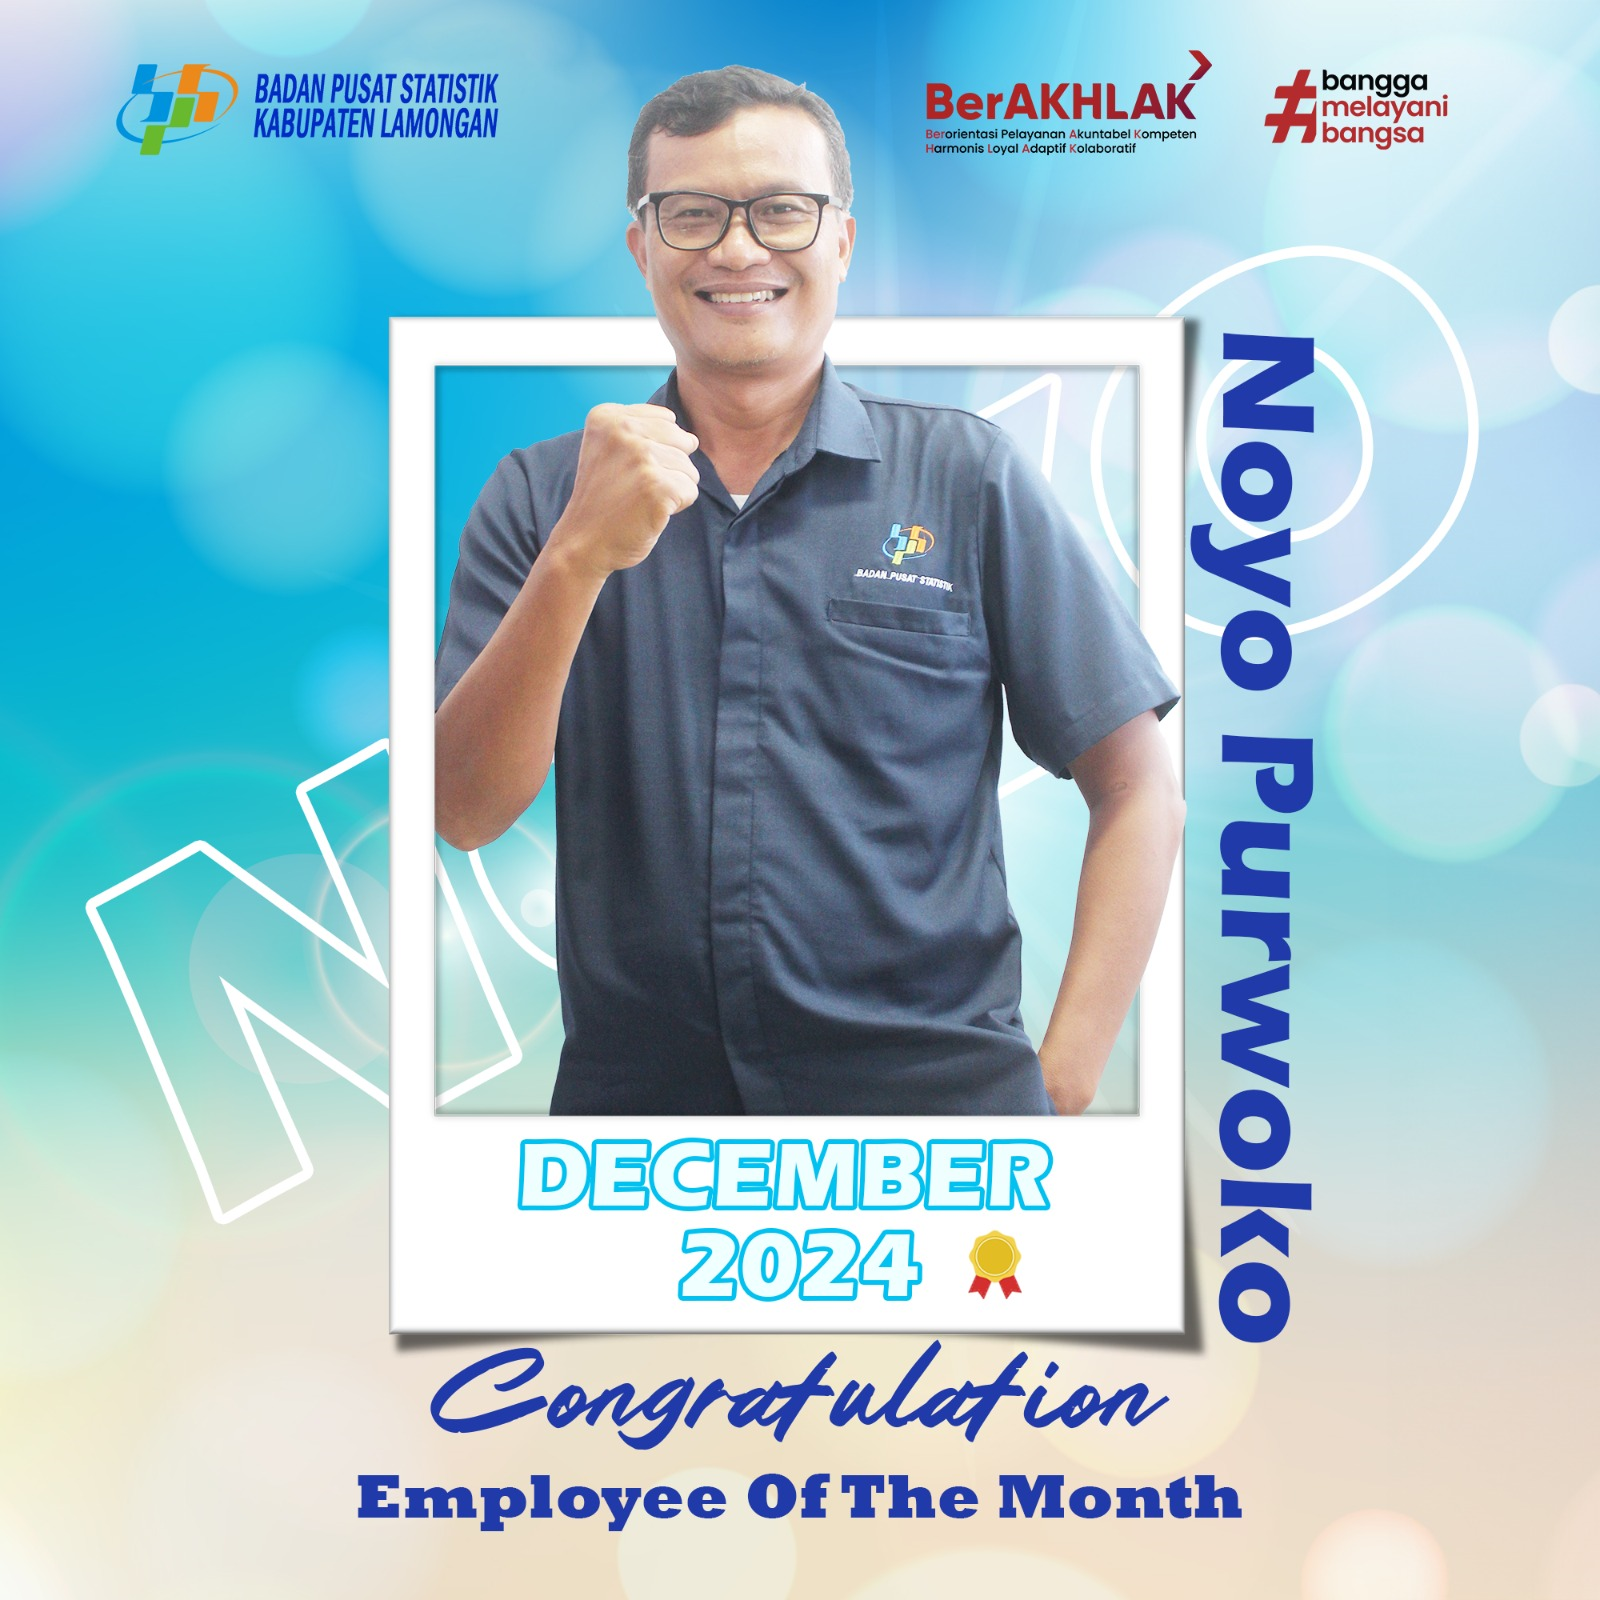 BADAN PUSAT STATISTIK
KABUPATEN LAMONGAN
BerAKHLAK
Berorientasi Pelayanan Akuntabel Kompeten
Harmonis Loyal Adaptif Kolaboratif
#bangga
melayani
bangsa
BADAN PUSAT STATISTIK
Noyo Purwoko
DECEMBER
2024
Congratulation
Employee Of The Month